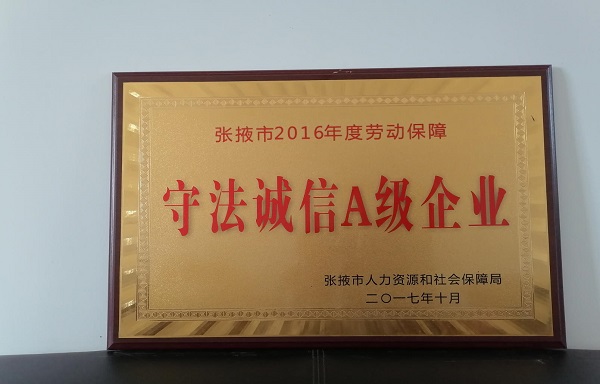 张掖市2016年度劳动保障
守法诚信A级企业
张掖市人力资源和社会保障局
二〇一七年十月